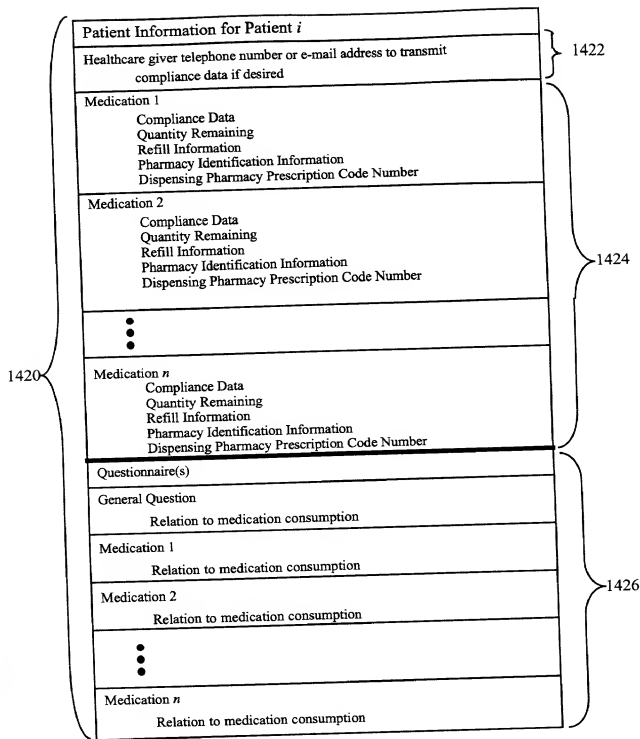 Patient Information for Patient i
Healthcare giver telephone number or e-mail address to transmit
compliance data if desired
1422
Medication 1
Compliance Data
Quantity Remaining
Refill Information
Pharmacy Identification Information
Dispensing Pharmacy Prescription Code Number
Medication 2
Compliance Data
Quantity Remaining
Refill Information
Pharmacy Identification Information
Dispensing Pharmacy Prescription Code Number
1424
1420
Medication n
Compliance Data
Quantity Remaining
Refill Information
Pharmacy Identification Information
Dispensing Pharmacy Prescription Code Number
Questionnaire(s)
General Question
Relation to medication consumption
Medication 1
Relation to medication consumption
1426
Medication 2
Relation to medication consumption
Medication n
Relation to medication consumption